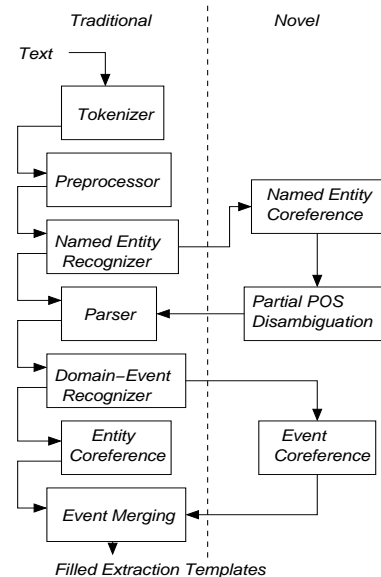 Traditional
Novel
Text
Tokenizer
Preprocessor
Named Entity
Recognizer
Named Entity
Coreference
Parser
Partial POS
Disambiguation
Domain–Event
Recognizer
Entity
Coreference
Event
Coreference
Event Merging
Filled Extraction Templates